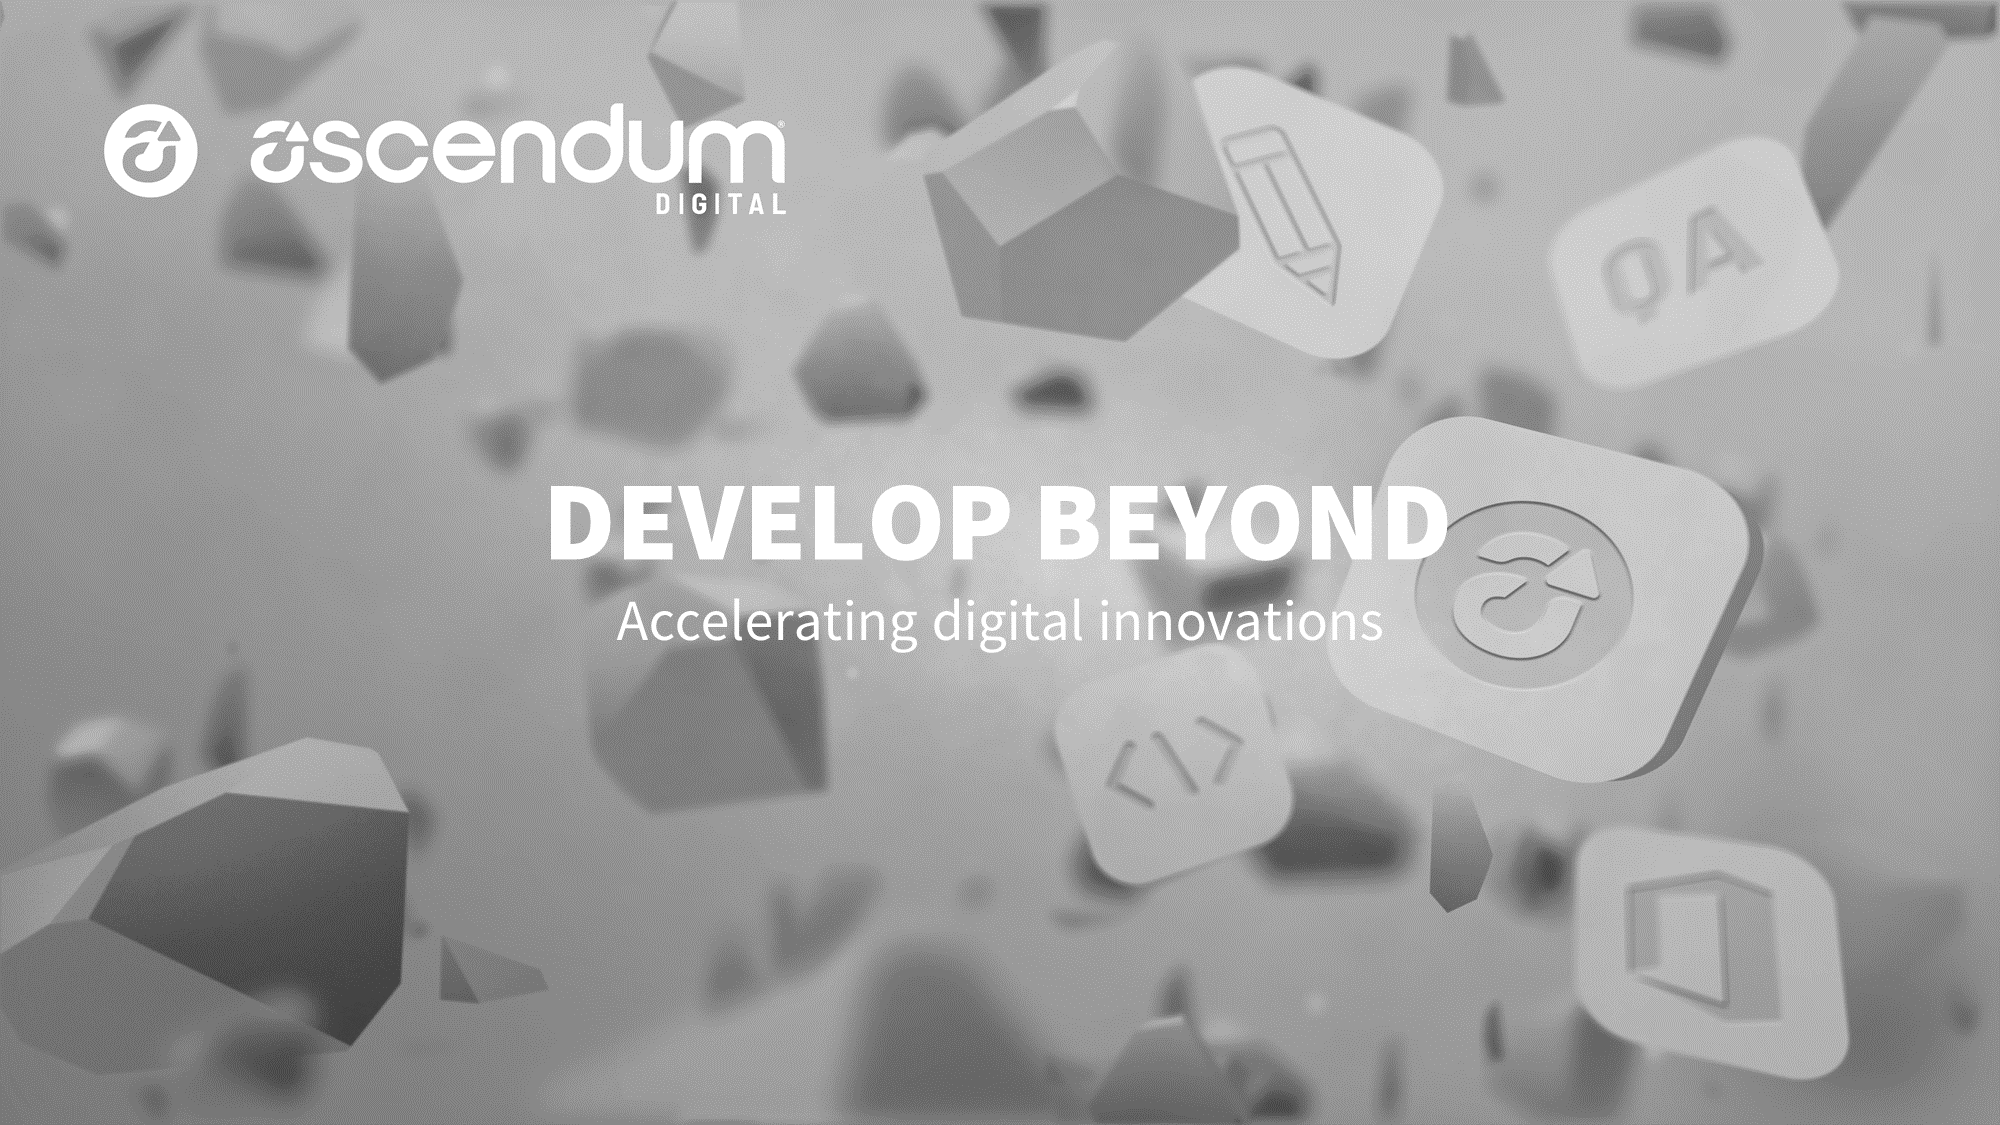 ascendum®
DIGITAL
QA
DEVELOP BEYOND
Accelerating digital innovations
</>